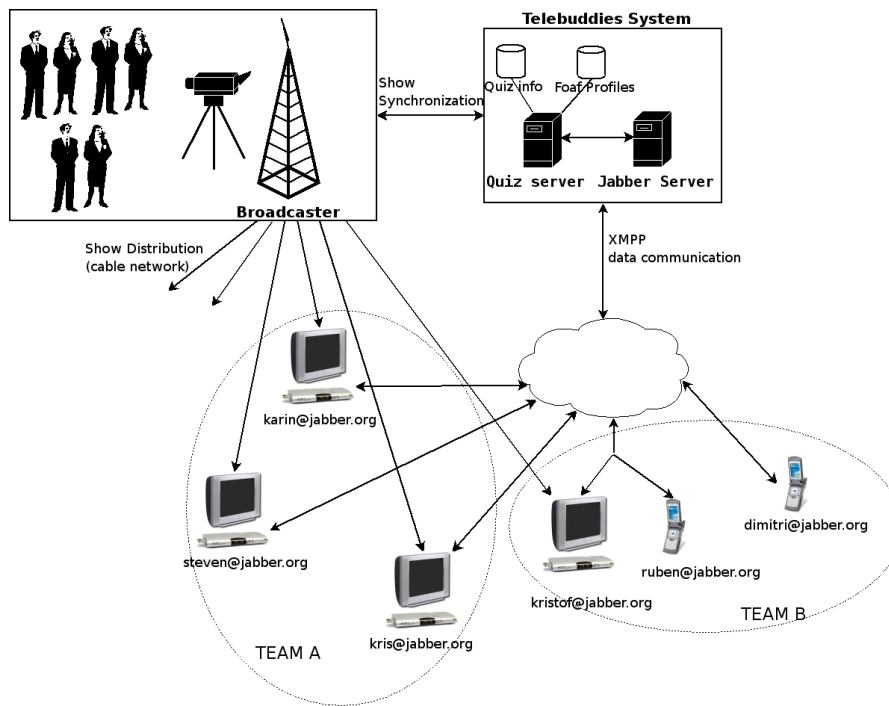 Telebuddies System
Quiz info
Foaf Profiles
Show
Synchronization
Quiz server
Jabber Server
Broadcaster
Show Distribution
(cable network)
XMPP
data communication
karin@jabber.org
steven@jabber.org
kris@jabber.org
TEAM A
dimitri@jabber.org
ruben@jabber.org
kristof@jabber.org
TEAM B